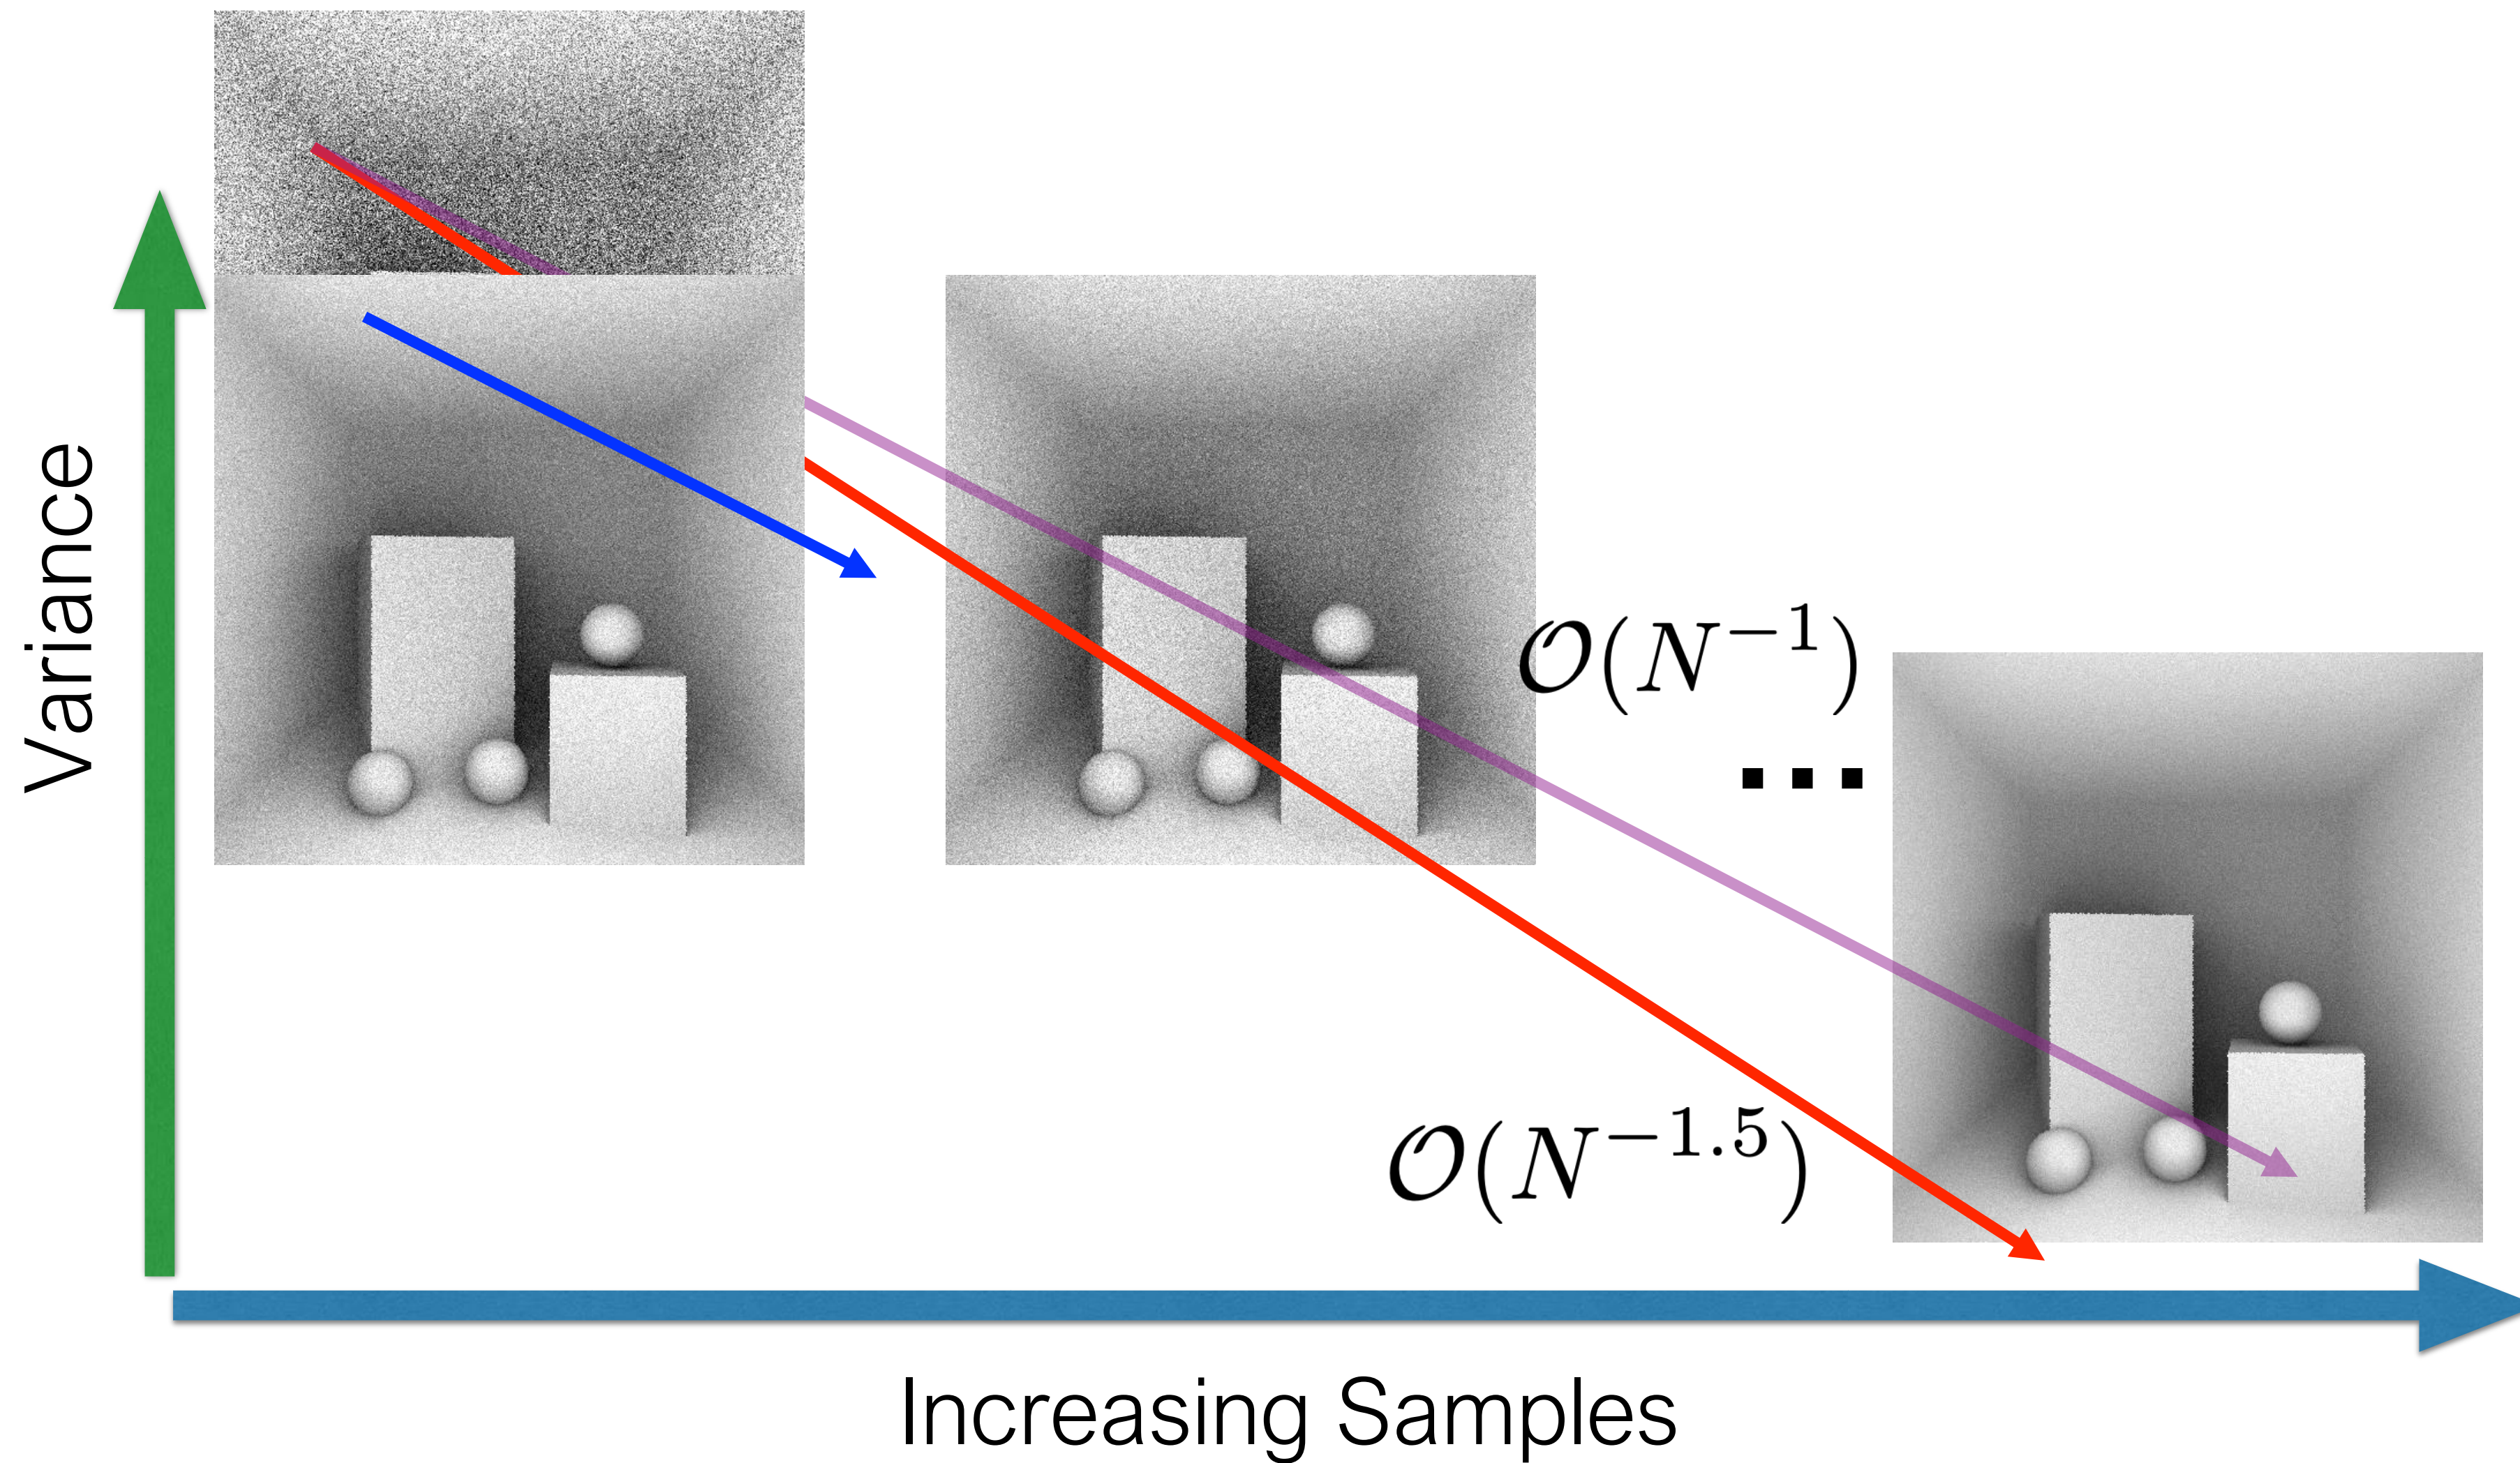 Variance
𝒪(N⁻¹)
...
𝒪(N⁻¹·⁵)
Increasing Samples